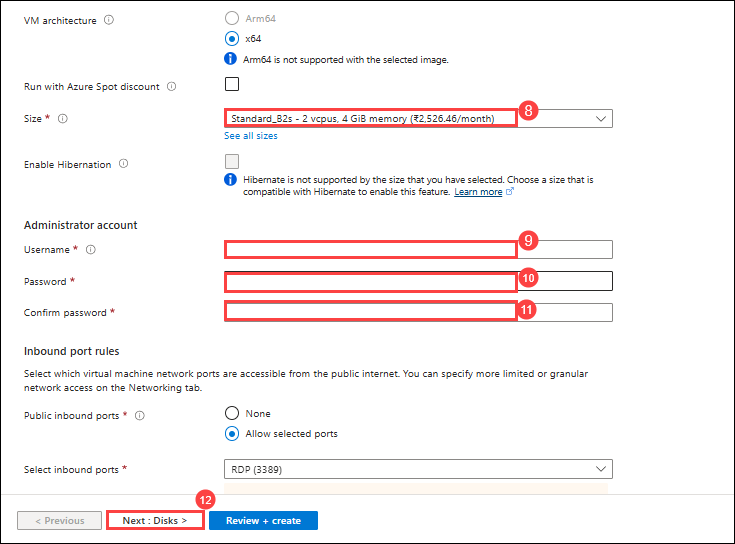 VM architecture
Arm64
x64
Arm64 is not supported with the selected image.
Run with Azure Spot discount
Size *
Standard_B2s - 2 vcpus, 4 GiB memory (₹2,526.46/month)
8
See all sizes
Enable Hibernation
Hibernate is not supported by the size that you have selected. Choose a size that is
compatible with Hibernate to enable this feature. Learn more
Administrator account
Username *
9
Password *
10
Confirm password *
11
Inbound port rules
Select which virtual machine network ports are accessible from the public internet. You can specify more limited or granular
network access on the Networking tab.
Public inbound ports *
None
Allow selected ports
Select inbound ports *
RDP (3389)
12
< Previous
Next : Disks >
Review + create